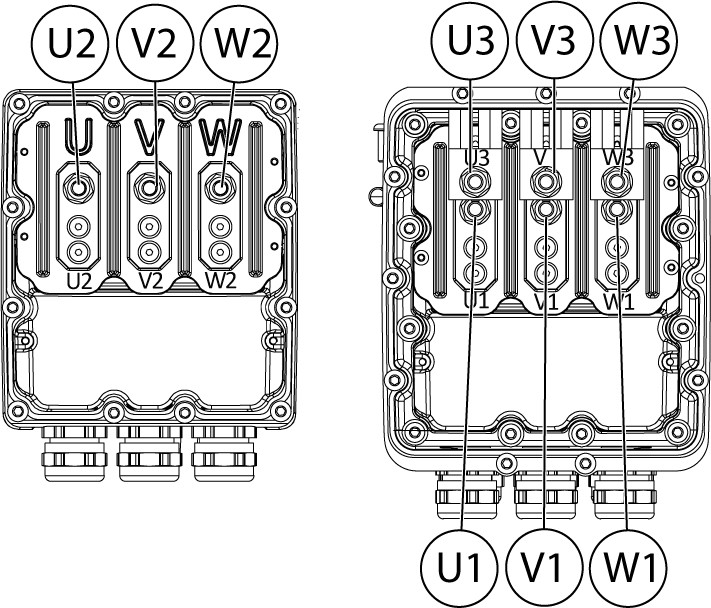 U2 V2 W2
U V W
U2 V2 W2
U3 V3 W3
U3 V W3
U1 V1 W1
U1 V1 W1